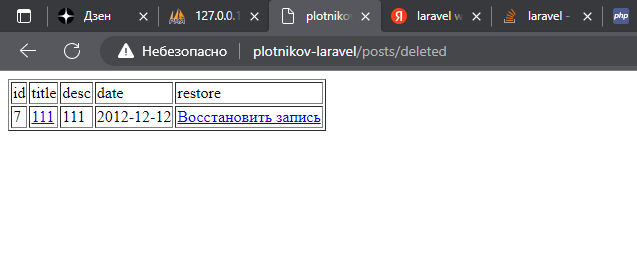 Дзен
127.0.0.1
plotnikov
laravel w
laravel -
php
Небезопасно plotnikov-laravel/posts/deleted
id title desc date restore
7 111 111 2012-12-12 Восстановить запись